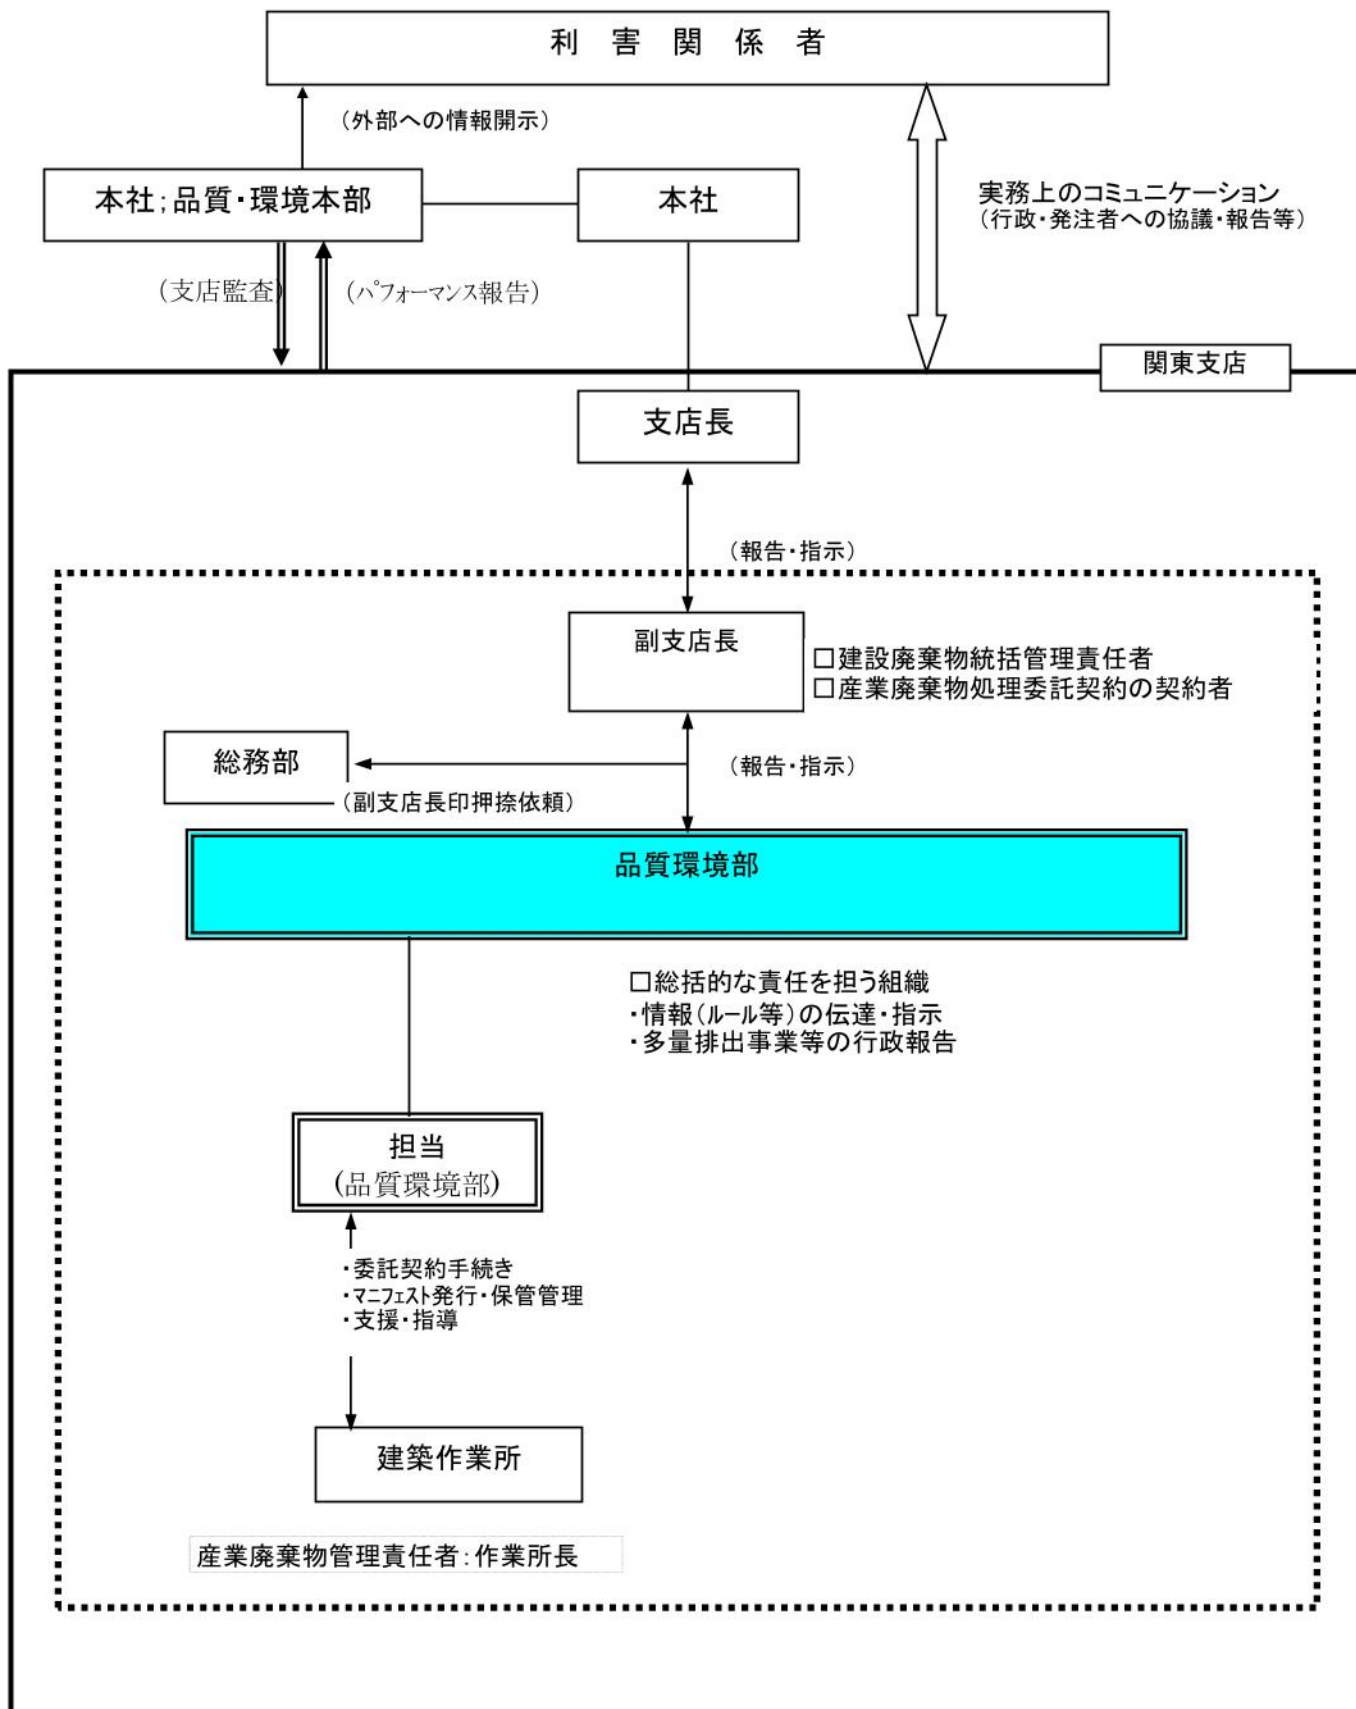 利　害　関　係　者
（外部への情報開示）
本社；品質・環境本部
本社
実務上のコミュニケーション
（行政・発注者への協議・報告等）
（支店監査）
（ﾊﾟﾌｫｰﾏﾝｽ報告）
関東支店
支店長
（報告・指示）
副支店長
□建設廃棄物統括管理責任者
□産業廃棄物処理委託契約の契約者
総務部
（報告・指示）
（副支店長印押捺依頼）
品質環境部
□総括的な責任を担う組織
・情報（ﾙｰﾙ等）の伝達・指示
・多量排出事業等の行政報告
担当
（品質環境部）
・委託契約手続き
・ﾏﾆﾌｪｽﾄ発行・保管管理
・支援・指導
建築作業所
産業廃棄物管理責任者：作業所長